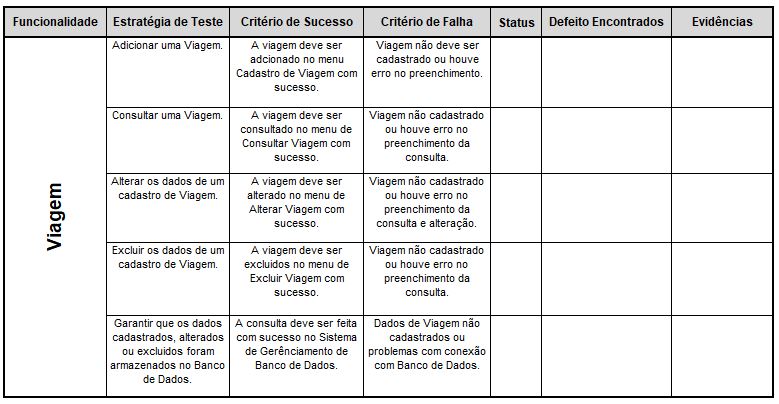 Funcionalidade Estratégia de Teste Critério de Sucesso Critério de Falha Status Defeito Encontrados Evidências
Viagem
Adicionar uma Viagem.
A viagem deve ser
adcionado no menu
Cadastro de Viagem com
sucesso.
Viagem não deve ser
cadastrado ou houve
erro no preenchimento.
Consultar uma Viagem.
A viagem deve ser
consultado no menu de
Consultar Viagem com
sucesso.
Viagem não cadastrado
ou houve erro no
preenchimento da
consulta.
Alterar os dados de um
cadastro de Viagem.
A viagem deve ser
alterado no menu de
Alterar Viagem com
sucesso.
Viagem não cadastrado
ou houve erro no
preenchimento da
consulta e alteração.
Excluir os dados de um
cadastro de Viagem.
A viagem deve ser
excluidos no menu de
Excluir Viagem com
sucesso.
Viagem não cadastrado
ou houve erro no
preenchimento da
consulta.
Garantir que os dados
cadastrados, alterados
ou excluidos foram
armazenados no Banco
de Dados.
A consulta deve ser feita
com sucesso no Sistema
de Gerênciamento de
Banco de Dados.
Dados de Viagem não
cadastrados ou
problemas com conexão
com Banco de Dados.